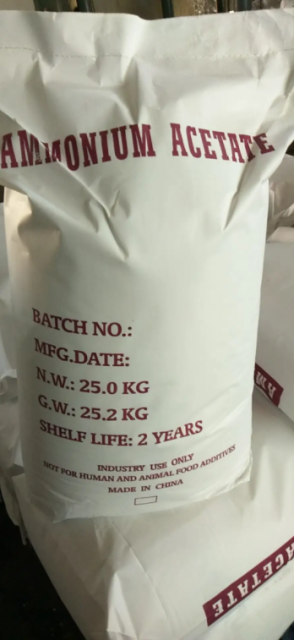 AMMONIUM ACETATE
BATCH NO.:
MFG.DATE:
N.W.: 25.0 KG
G.W.: 25.2 KG
SHELF LIFE: 2 YEARS
INDUSTRY USE ONLY
NOT FOR HUMAN AND ANIMAL FOOD ADDITIVES
MADE IN CHINA
ACETATE